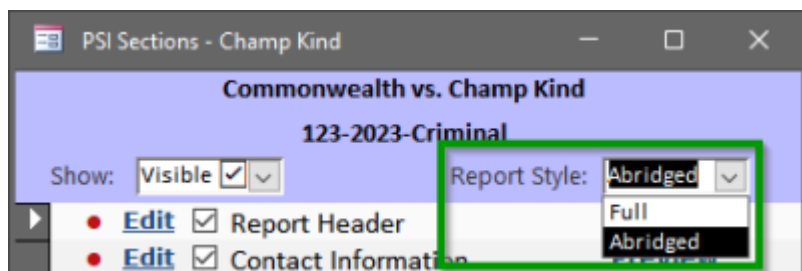 PSI Sections - Champ Kind
Commonwealth vs. Champ Kind
123-2023-Criminal
Show: Visible Report Style: Abridged
Full
Abridged
Edit Report Header
Edit Contact Information